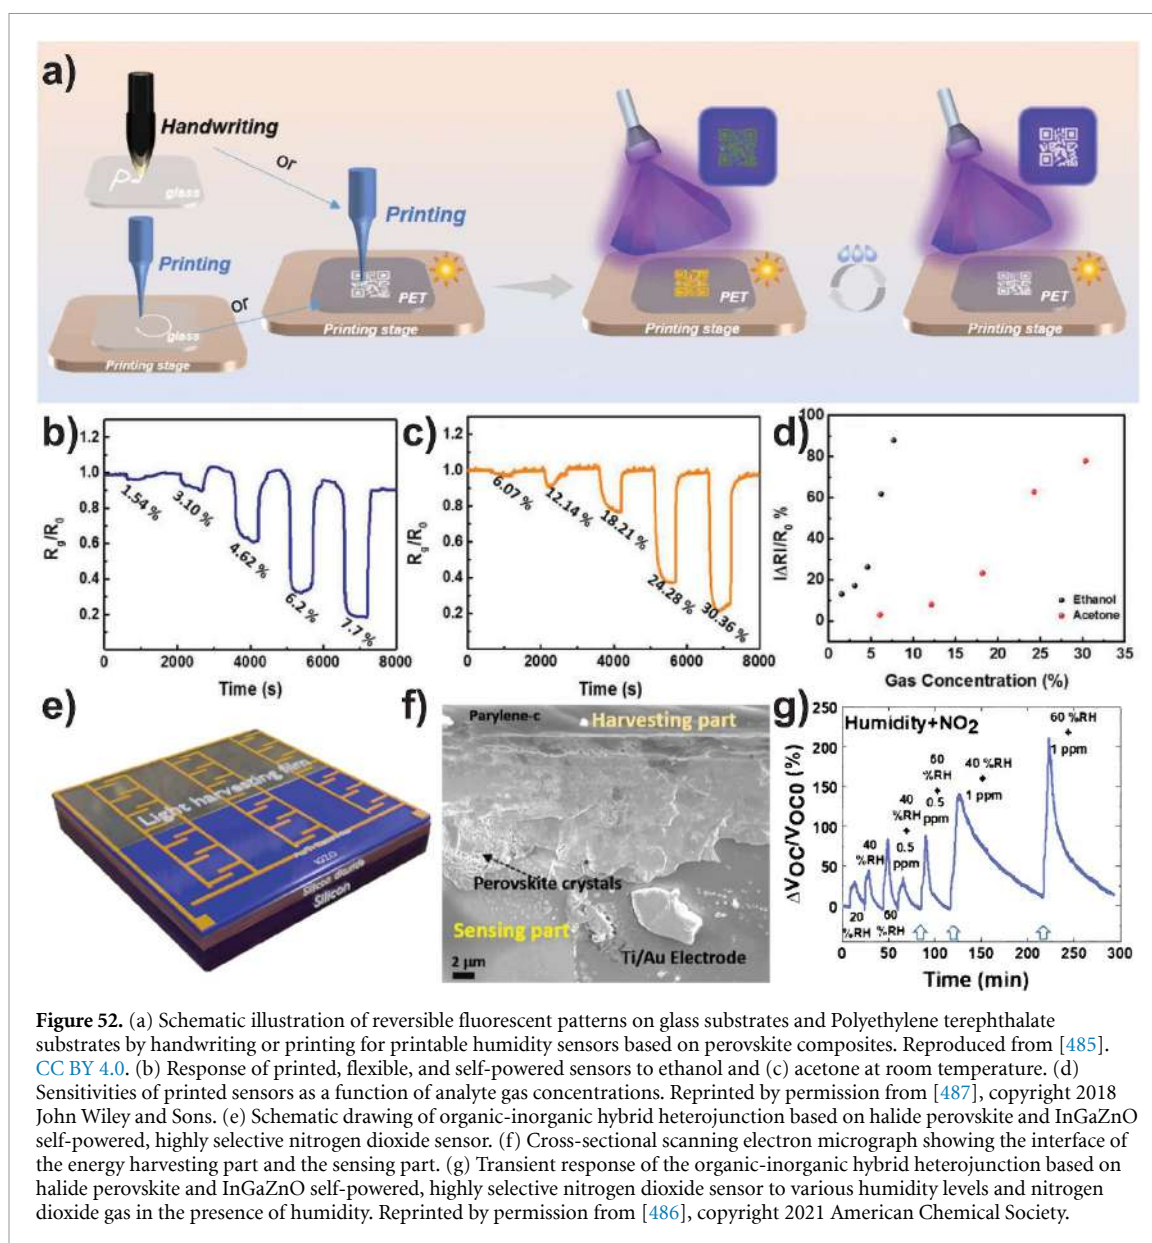 a)
Handwriting
or
glass
Printing
Printing
or
glass
PET
Printing stage
Printing stage
PET
Printing stage
PET
Printing stage
b)
1.2
1.0
0.8
0.6
0.4
0.2
Rg/R0
1.54 %
3.10 %
4.62 %
6.2 %
7.7 %
0 2000 4000 6000 8000
Time (s)
c)
1.2
1.0
0.8
0.6
0.4
0.2
Rg/R0
6.07 %
12.14 %
18.21 %
24.28 %
30.36 %
0 2000 4000 6000 8000
Time (s)
d)
100
80
60
40
20
0
IΔRI/R0 %
Ethanol
Acetone
0 5 10 15 20 25 30 35
Gas Concentration (%)
e)
Light harvesting film
IGZO
Silicon dioxide
Silicon
f)
Parylene-c
Harvesting part
Perovskite crystals
Sensing part
Ti/Au Electrode
2 μm
g)
250
200
150
100
50
0
ΔVOC/VOC0 (%)
Humidity+NO2
20
%RH
40
%RH
60
%RH
40
%RH
+
0.5
ppm
60
%RH
+
0.5
ppm
40 %RH
+
1 ppm
60 %RH
+
1 ppm
0 50 100 150 200 250 300
Time (min)
Figure 52. (a) Schematic illustration of reversible fluorescent patterns on glass substrates and Polyethylene terephthalate
substrates by handwriting or printing for printable humidity sensors based on perovskite composites. Reproduced from [485].
CC BY 4.0. (b) Response of printed, flexible, and self-powered sensors to ethanol and (c) acetone at room temperature. (d)
Sensitivities of printed sensors as a function of analyte gas concentrations. Reprinted by permission from [487], copyright 2018
John Wiley and Sons. (e) Schematic drawing of organic-inorganic hybrid heterojunction based on halide perovskite and InGaZnO
self-powered, highly selective nitrogen dioxide sensor. (f) Cross-sectional scanning electron micrograph showing the interface of
the energy harvesting part and the sensing part. (g) Transient response of the organic-inorganic hybrid heterojunction based on
halide perovskite and InGaZnO self-powered, highly selective nitrogen dioxide sensor to various humidity levels and nitrogen
dioxide gas in the presence of humidity. Reprinted by permission from [486], copyright 2021 American Chemical Society.